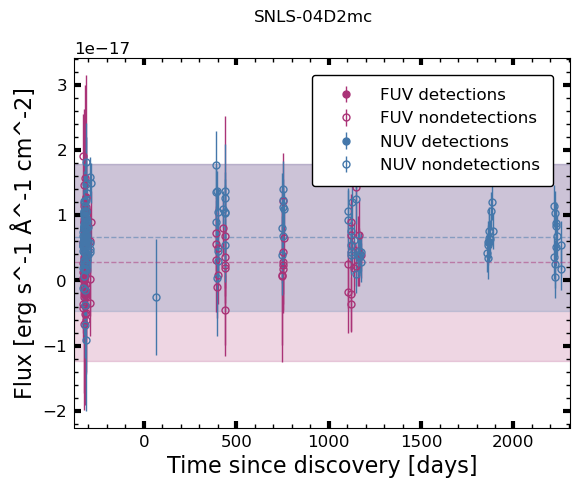 SNLS-04D2mc
1e−17
FUV detections
FUV nondetections
NUV detections
NUV nondetections
3
2
1
0
−1
−2
Flux [erg s^-1 Å^-1 cm^-2]
0 500 1000 1500 2000
Time since discovery [days]